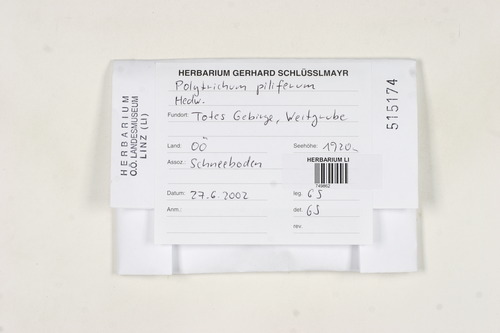 HERBARIUM GERHARD SCHLÜSSLMAYR
Polytrichum piliferum
Hedw.
Fundort: Totes Gebirge, Weitgrube
Land: OÖ
Seehöhe: 1920m
Assoz.: Schneeboden
HERBARIUM LI
Datum: 27.6.2002
leg. GS
Anm.:
det. GS
rev.
HERBARIUM
O.Ö. LANDESMUSEUM
LINZ (LI)
515174